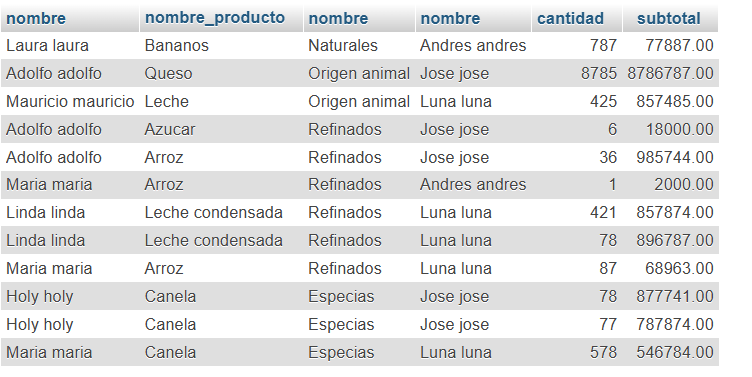 nombre nombre_producto nombre nombre cantidad subtotal
Laura laura Bananos Naturales Andres andres 787 77887.00
Adolfo adolfo Queso Origen animal Jose jose 8785 8786787.00
Mauricio mauricio Leche Origen animal Luna luna 425 857485.00
Adolfo adolfo Azucar Refinados Jose jose 6 18000.00
Adolfo adolfo Arroz Refinados Jose jose 36 985744.00
Maria maria Arroz Refinados Andres andres 1 2000.00
Linda linda Leche condensada Refinados Luna luna 421 857874.00
Linda linda Leche condensada Refinados Luna luna 78 896787.00
Maria maria Arroz Refinados Luna luna 87 68963.00
Holy holy Canela Especias Jose jose 78 877741.00
Holy holy Canela Especias Jose jose 77 787874.00
Maria maria Canela Especias Luna luna 578 546784.00